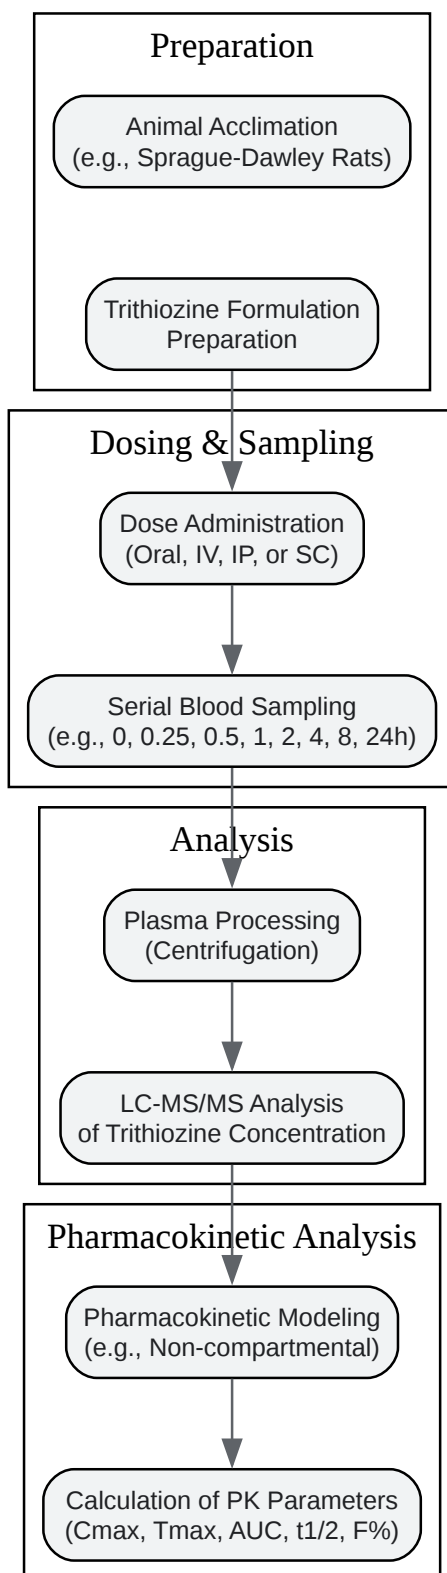 Preparation
Animal Acclimation
(e.g., Sprague-Dawley Rats)
Trithiozine Formulation
Preparation
Dosing & Sampling
Dose Administration
(Oral, IV, IP, or SC)
Serial Blood Sampling
(e.g., 0, 0.25, 0.5, 1, 2, 4, 8, 24h)
Analysis
Plasma Processing
(Centrifugation)
LC-MS/MS Analysis
of Trithiozine Concentration
Pharmacokinetic Analysis
Pharmacokinetic Modeling
(e.g., Non-compartmental)
Calculation of PK Parameters
(Cmax, Tmax, AUC, t1/2, F%)